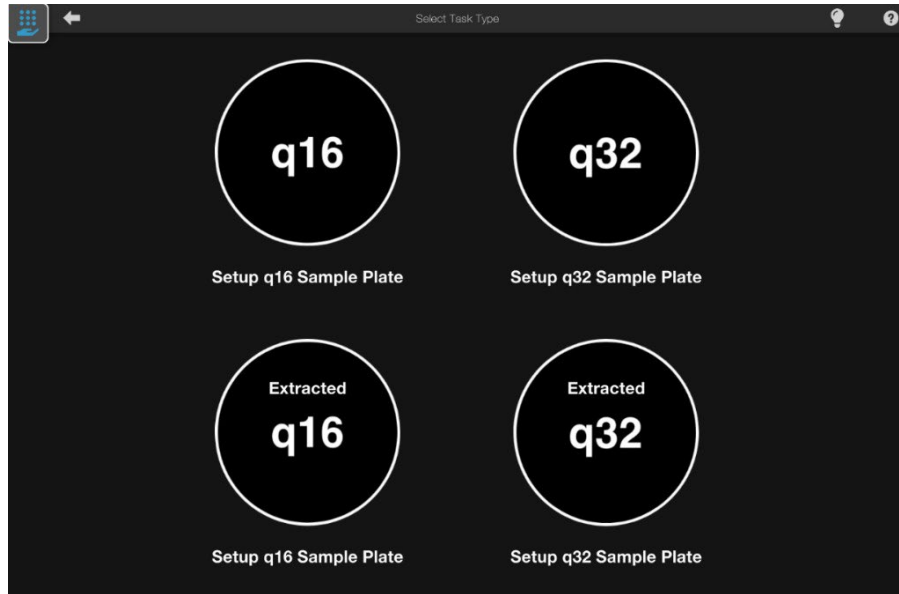 Select Task Type
?
q16
q32
Setup q16 Sample Plate
Setup q32 Sample Plate
Extracted
q16
Extracted
q32
Setup q16 Sample Plate
Setup q32 Sample Plate